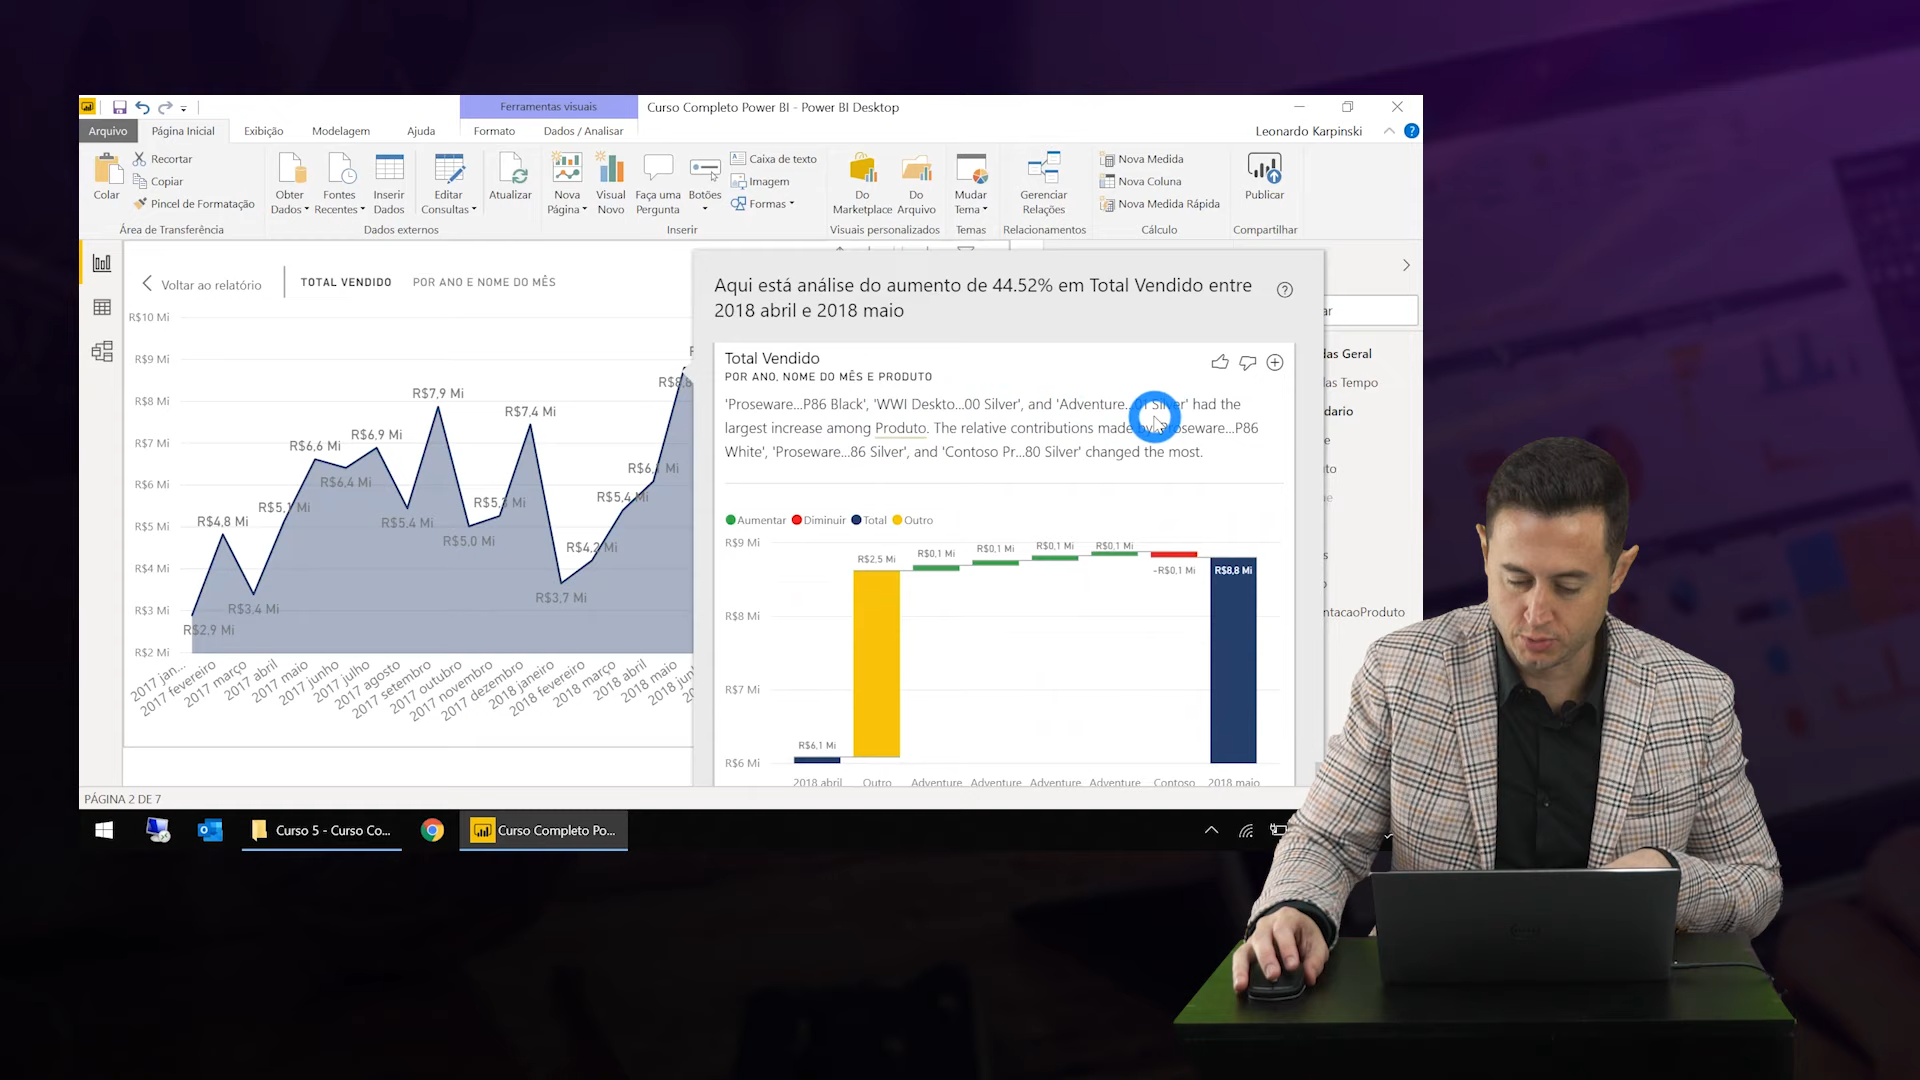 Ferramentas visuais
Curso Completo Power BI - Power BI Desktop
Arquivo
Página Inicial
Exibição
Modelagem
Ajuda
Formato
Dados / Analisar
Leonardo Karpinski
Colar
Recortar
Copiar
Pincel de Formatação
Obter Dados
Fontes Recentes
Inserir Dados
Editar Consultas
Atualizar
Nova Página
Visual Novo
Faça uma Pergunta
Botões
Caixa de texto
Imagem
Formas
Do Marketplace
Do Arquivo
Mudar Tema
Gerenciar Relações
Nova Medida
Nova Coluna
Nova Medida Rápida
Publicar
Área de Transferência
Dados externos
Inserir
Visuais personalizados
Temas
Relacionamentos
Cálculo
Compartilhar
Voltar ao relatório
TOTAL VENDIDO
POR ANO E NOME DO MÊS
R$10 Mi
R$9 Mi
R$8 Mi
R$7 Mi
R$6 Mi
R$5 Mi
R$4 Mi
R$3 Mi
R$2 Mi
R$2,9 Mi
R$4,8 Mi
R$3,4 Mi
R$6,6 Mi
R$6,4 Mi
R$6,9 Mi
R$5,4 Mi
R$7,9 Mi
R$5,0 Mi
R$7,4 Mi
R$3,7 Mi
R$5,4 Mi
2017 jan...
2017 fevereiro
2017 março
2017 abril
2017 maio
2017 junho
2017 julho
2017 agosto
2017 setembro
2017 outubro
2017 novembro
2017 dezembro
2018 janeiro
2018 fevereiro
2018 março
2018 abril
2018 maio
2018 jun
Aqui está análise do aumento de 44.52% em Total Vendido entre
2018 abril e 2018 maio
Total Vendido
POR ANO, NOME DO MÊS E PRODUTO
'Proseware...P86 Black', 'WWI Deskto...00 Silver', and 'Adventure...01 Silver' had the
largest increase among Produto. The relative contributions made by 'Proseware...P86
White', 'Proseware...86 Silver', and 'Contoso Pr...80 Silver' changed the most.
Aumentar Diminuir Total Outro
R$9 Mi
R$8 Mi
R$7 Mi
R$6 Mi
R$6,1 Mi
R$2,5 Mi
R$0,1 Mi
R$0,1 Mi
R$0,1 Mi
R$0,1 Mi
-R$0,1 Mi
R$8,8 Mi
2018 abril
Outro
Adventure
Adventure
Adventure
Adventure
Contoso
2018 maio
ar
das Geral
das Tempo
dario
ntacaoProduto
PÁGINA 2 DE 7
Curso 5 - Curso Co...
Curso Completo Po...